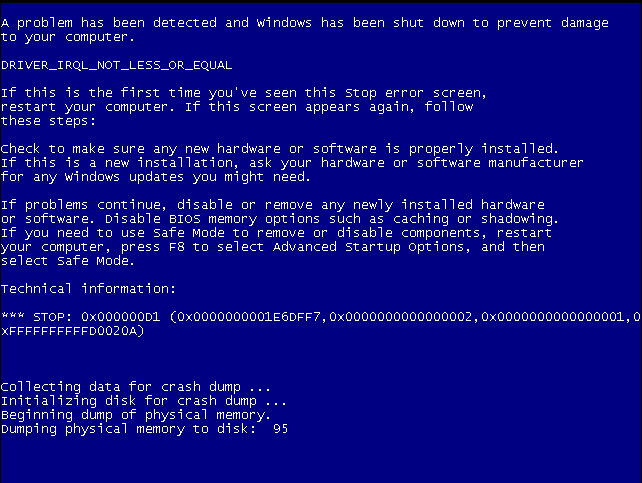 A problem has been detected and Windows has been shut down to prevent damage
to your computer.
DRIVER_IRQL_NOT_LESS_OR_EQUAL
If this is the first time you've seen this Stop error screen,
restart your computer. If this screen appears again, follow
these steps:
Check to make sure any new hardware or software is properly installed.
If this is a new installation, ask your hardware or software manufacturer
for any Windows updates you might need.
If problems continue, disable or remove any newly installed hardware
or software. Disable BIOS memory options such as caching or shadowing.
If you need to use Safe Mode to remove or disable components, restart
your computer, press F8 to select Advanced Startup Options, and then
select Safe Mode.
Technical information:
*** STOP: 0x000000D1 (0x0000000001E6DFF7,0x0000000000000002,0x0000000000000001,0
xFFFFFFFFFFD0020A)
Collecting data for crash dump ...
Initializing disk for crash dump ...
Beginning dump of physical memory.
Dumping physical memory to disk:  95